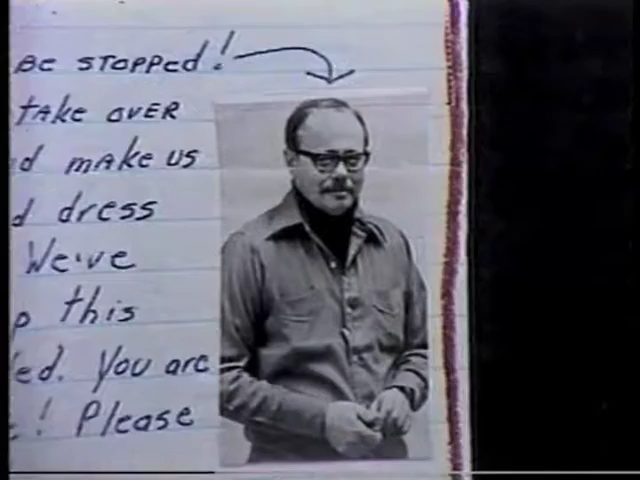 BE STOPPED!
TAKE OVER
d MAKE US
d dress
We've
p this
ed. You are
! Please